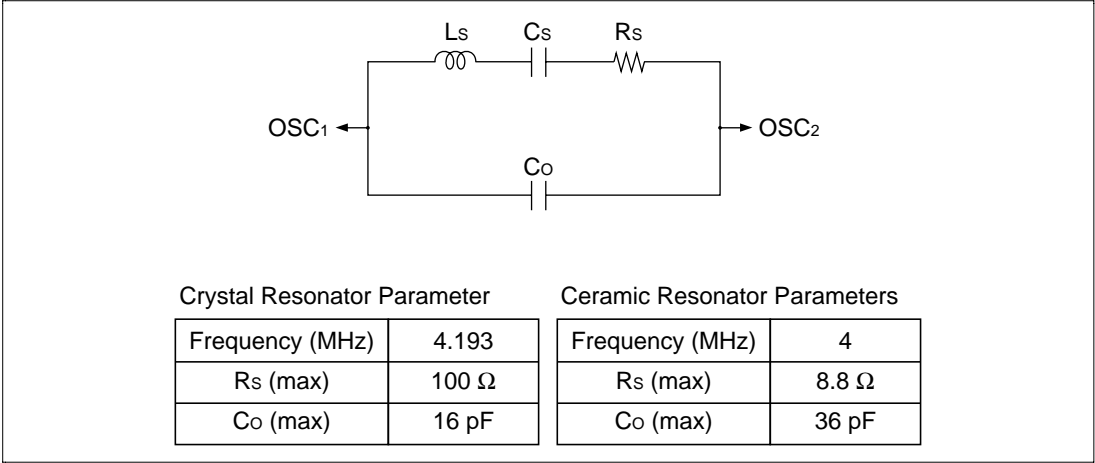 LS CS RS
OSC1 OSC2
CO
Crystal Resonator Parameter
Frequency (MHz) 4.193
RS (max) 100 Ω
CO (max) 16 pF
Ceramic Resonator Parameters
Frequency (MHz) 4
RS (max) 8.8 Ω
CO (max) 36 pF